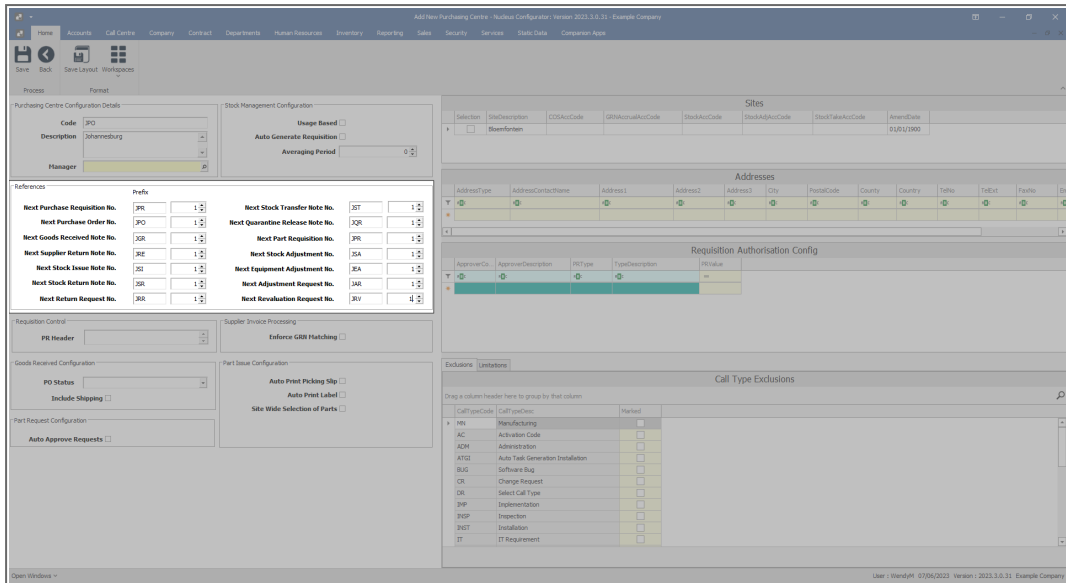 Add New Purchasing Centre - Nucleus Configurator: Version 2023.3.0.31 - Example Company
Home Accounts Call Centre Company Contract Departments Human Resources Inventory Reporting Sales Security Services Static Data Companion Apps
Save Back Save Layout Workspaces
Process Format
Purchasing Centre Configuration Details
Code JPO
Description Johannesburg
Manager
Stock Management Configuration
Usage Based
Auto Generate Requisition
Averaging Period 0
Sites
Selection SiteDescription COSAccCode GRNAccrualAccCode StockAccCode StockAdjAccCode StockTakeAccCode AmendDate
Bloemfontein 01/01/1900
References
Prefix
Next Purchase Requisition No. JPR 1 Next Stock Transfer Note No. JST 1
Next Purchase Order No. JPO 1 Next Quarantine Release Note No. JQR 1
Next Goods Received Note No. JGR 1 Next Part Requisition No. JPR 1
Next Supplier Return Note No. JRE 1 Next Stock Adjustment No. JSA 1
Next Stock Issue Note No. JSI 1 Next Equipment Adjustment No. JEA 1
Next Stock Return Note No. JSR 1 Next Adjustment Request No. JAR 1
Next Return Request No. JRR 1 Next Revaluation Request No. JRV 1
Addresses
AddressType AddressContactName Address1 Address2 Address3 City PostalCode County Country TelNo TelExt FaxNo
Requisition Authorisation Config
ApproverCo... ApproverDescription PRType TypeDescription PRValue
=
Requisition Control
PR Header
Supplier Invoice Processing
Enforce GRN Matching
Goods Received Configuration
PO Status
Include Shipping
Part Issue Configuration
Auto Print Picking Slip
Auto Print Label
Site Wide Selection of Parts
Part Request Configuration
Auto Approve Requests
Exclusions Limitations
Call Type Exclusions
Drag a column header here to group by that column
CallTypeCode CallTypeDesc Marked
MN Manufacturing
AC Activation Code
ADM Administration
ATGI Auto Task Generation Installation
BUG Software Bug
CR Change Request
DR Select Call Type
IMP Implementation
INSP Inspection
INST Installation
IT IT Requirement
Open Windows
User : WendyM 07/06/2023 Version : 2023.3.0.31 Example Company